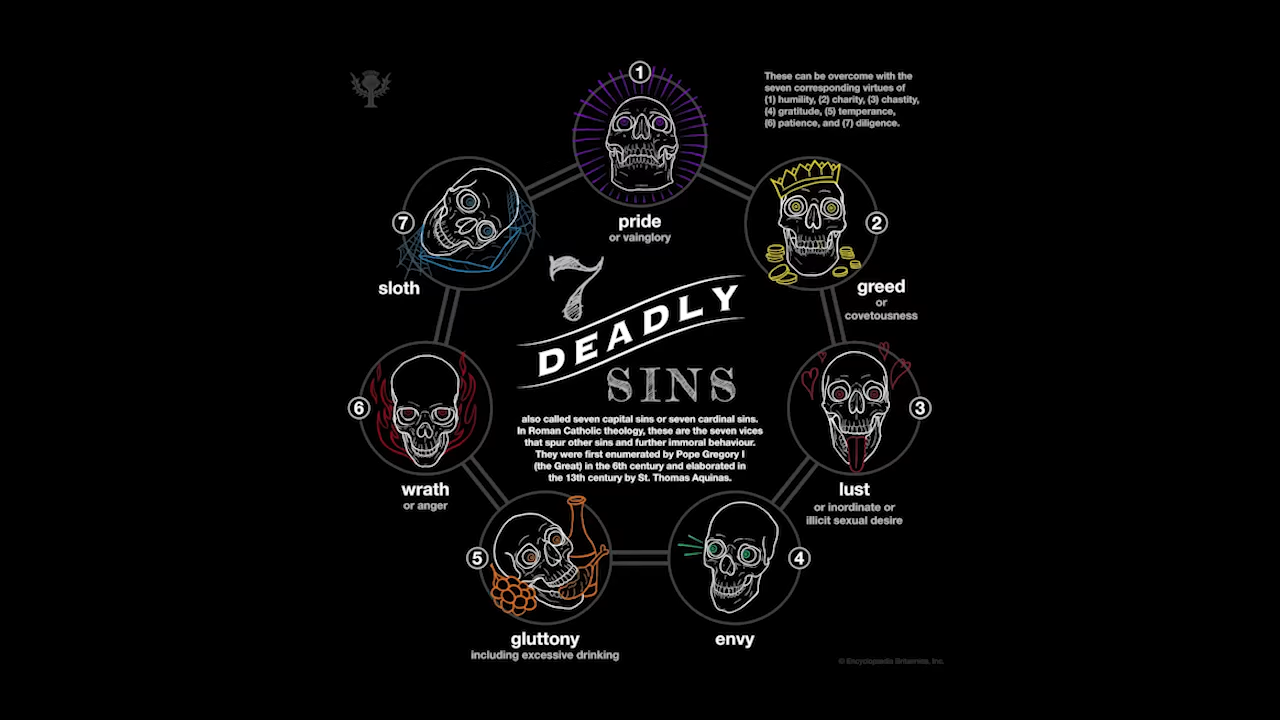 1
pride
or vainglory
These can be overcome with the
seven corresponding virtues of
(1) humility, (2) charity, (3) chastity,
(4) gratitude, (5) temperance,
(6) patience, and (7) diligence.
2
greed
or
covetousness
3
lust
or inordinate or
illicit sexual desire
4
envy
5
gluttony
including excessive drinking
6
wrath
or anger
7
sloth
7
DEADLY
SINS
also called seven capital sins or seven cardinal sins.
In Roman Catholic theology, these are the seven vices
that spur other sins and further immoral behaviour.
They were first enumerated by Pope Gregory I
(the Great) in the 6th century and elaborated in
the 13th century by St. Thomas Aquinas.
© Encyclopædia Britannica, Inc.